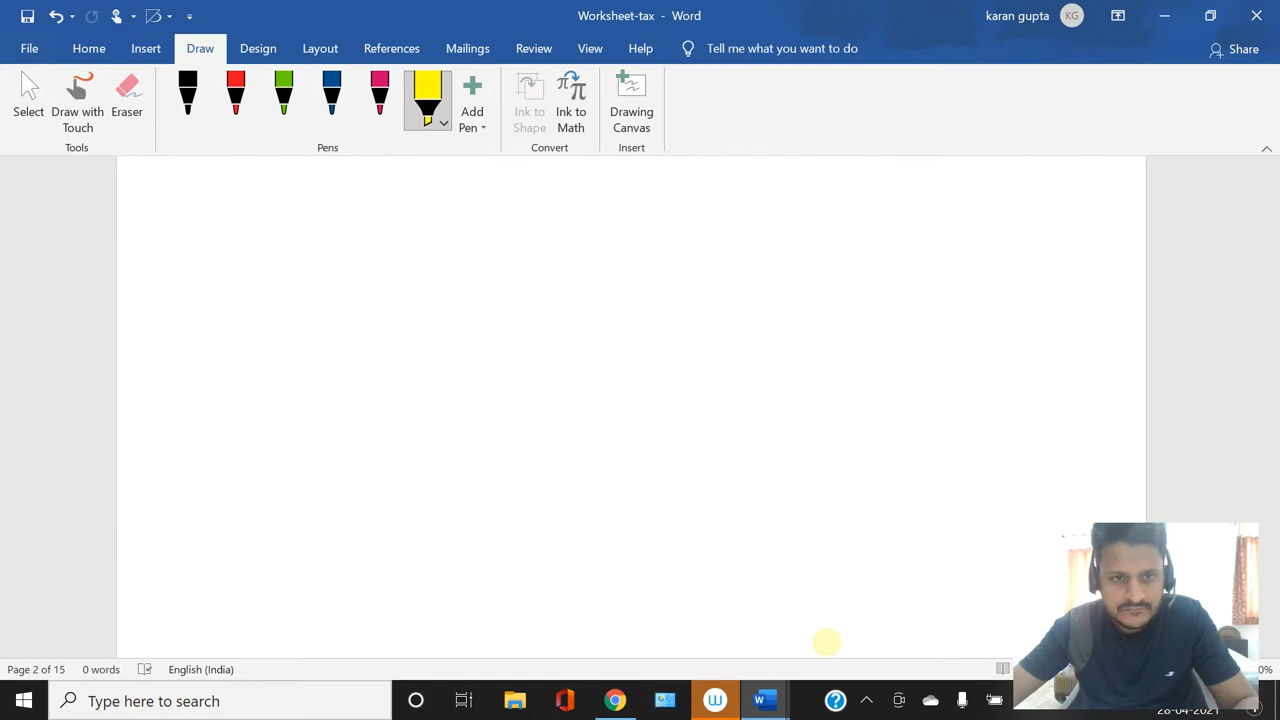 Worksheet-tax - Word
karan gupta KG
File Home Insert Draw Design Layout References Mailings Review View Help Tell me what you want to do Share
Select
Draw with Touch
Eraser
Add Pen
Ink to Shape
Ink to Math
Drawing Canvas
Tools Pens Convert Insert
Page 2 of 15 0 words English (India) 0%
Type here to search
28-04-2021